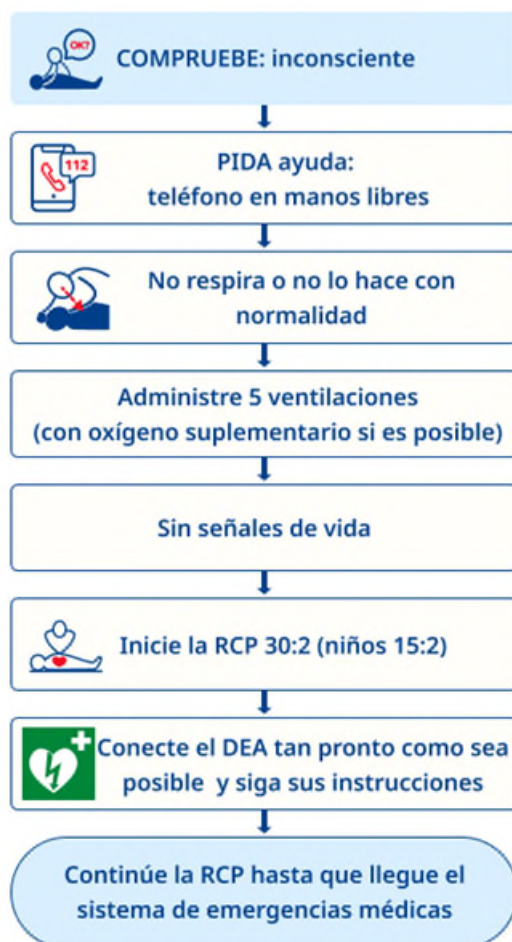 OK?
COMPRUEBE: inconsciente
112
PIDA ayuda:
teléfono en manos libres
No respira o no lo hace con
normalidad
Administre 5 ventilaciones
(con oxígeno suplementario si es posible)
Sin señales de vida
Inicie la RCP 30:2 (niños 15:2)
Conecte el DEA tan pronto como sea
posible y siga sus instrucciones
Continúe la RCP hasta que llegue el
sistema de emergencias médicas